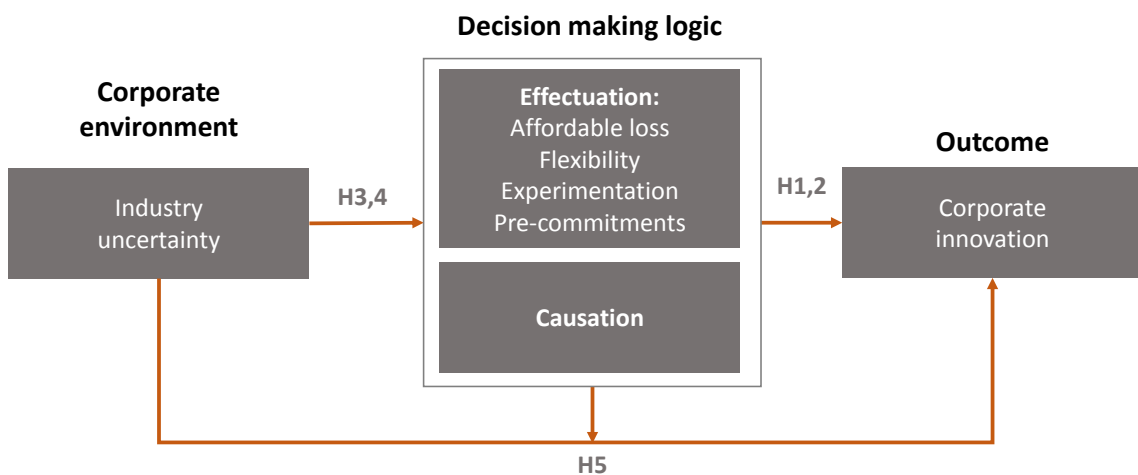 Decision making logic
Corporate
environment
Industry
uncertainty
H3,4
Effectuation:
Affordable loss
Flexibility
Experimentation
Pre-commitments
Causation
H1,2
Outcome
Corporate
innovation
H5